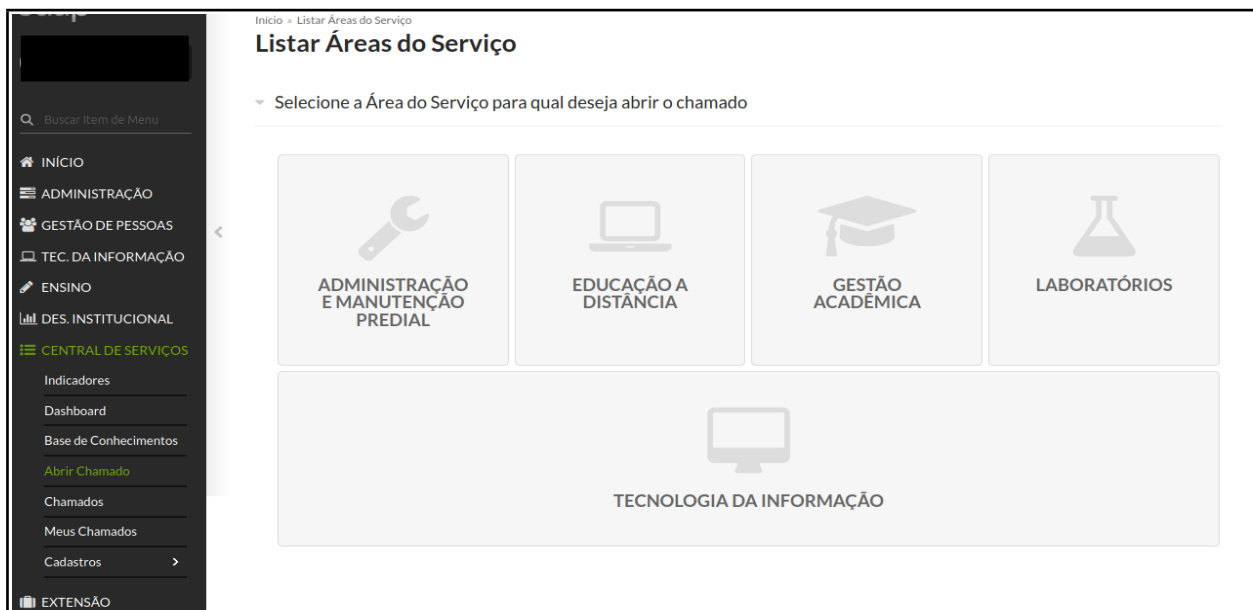 Buscar Item de Menu
INÍCIO
ADMINISTRAÇÃO
GESTÃO DE PESSOAS
TEC. DA INFORMAÇÃO
ENSINO
DES. INSTITUCIONAL
CENTRAL DE SERVIÇOS
Indicadores
Dashboard
Base de Conhecimentos
Abrir Chamado
Chamados
Meus Chamados
Cadastros
EXTENSÃO
Início » Listar Áreas do Serviço
Listar Áreas do Serviço
Selecione a Área do Serviço para qual deseja abrir o chamado
ADMINISTRAÇÃO
E MANUTENÇÃO
PREDIAL
EDUCAÇÃO A
DISTÂNCIA
GESTÃO
ACADÊMICA
LABORATÓRIOS
TECNOLOGIA DA INFORMAÇÃO